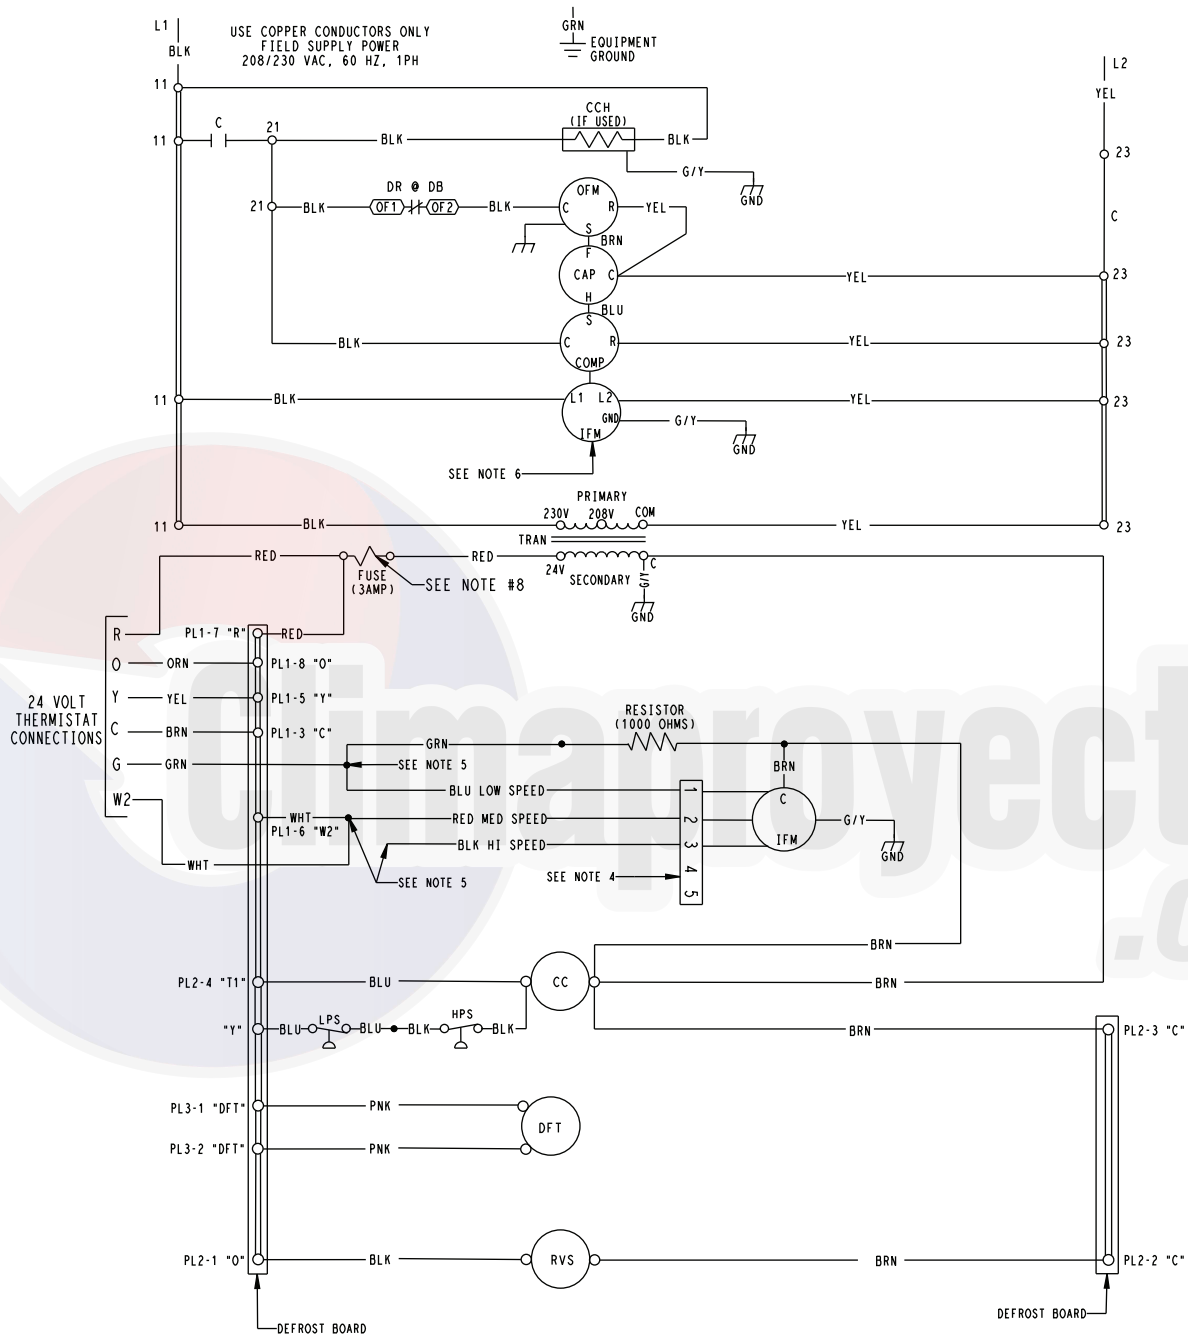 L1
BLK
USE COPPER CONDUCTORS ONLY
FIELD SUPPLY POWER
208/230 VAC, 60 HZ, 1PH
GRN
EQUIPMENT
GROUND
L2
YEL
11
CCH
(IF USED)
C
21
11
BLK
BLK
23
G/Y
GND
DR @ DB
OFM
21
BLK
OF1
OF2
BLK
C
R
YEL
C
S
BRN
F
CAP
C
YEL
23
H
BLU
S
BLK
C
R
YEL
23
COMP
11
BLK
L1
L2
YEL
23
GND
G/Y
IFM
GND
SEE NOTE 6
PRIMARY
230V
208V
COM
11
BLK
YEL
23
TRAN
RED
RED
FUSE
(3AMP)
SEE NOTE #8
24V
SECONDARY
C
G/Y
GND
R
PL1-7 "R"
RED
O
ORN
PL1-8 "O"
24 VOLT
THERMISTAT
CONNECTIONS
Y
YEL
PL1-5 "Y"
C
BRN
PL1-3 "C"
RESISTOR
(1000 OHMS)
GRN
G
GRN
SEE NOTE 5
BRN
W2
BLU LOW SPEED
1
C
WHT
PL1-6 "W2"
RED MED SPEED
2
G/Y
BLK HI SPEED
3
IFM
GND
WHT
SEE NOTE 5
SEE NOTE 4
4
5
Climaproyect
.c
BRN
PL2-4 "T1"
BLU
CC
BRN
"Y"
BLU
LPS
BLU
BLK
HPS
BLK
BRN
PL2-3 "C"
PL3-1 "DFT"
PNK
DFT
PL3-2 "DFT"
PNK
PL2-1 "O"
BLK
RVS
BRN
PL2-2 "C"
DEFROST BOARD
DEFROST BOARD